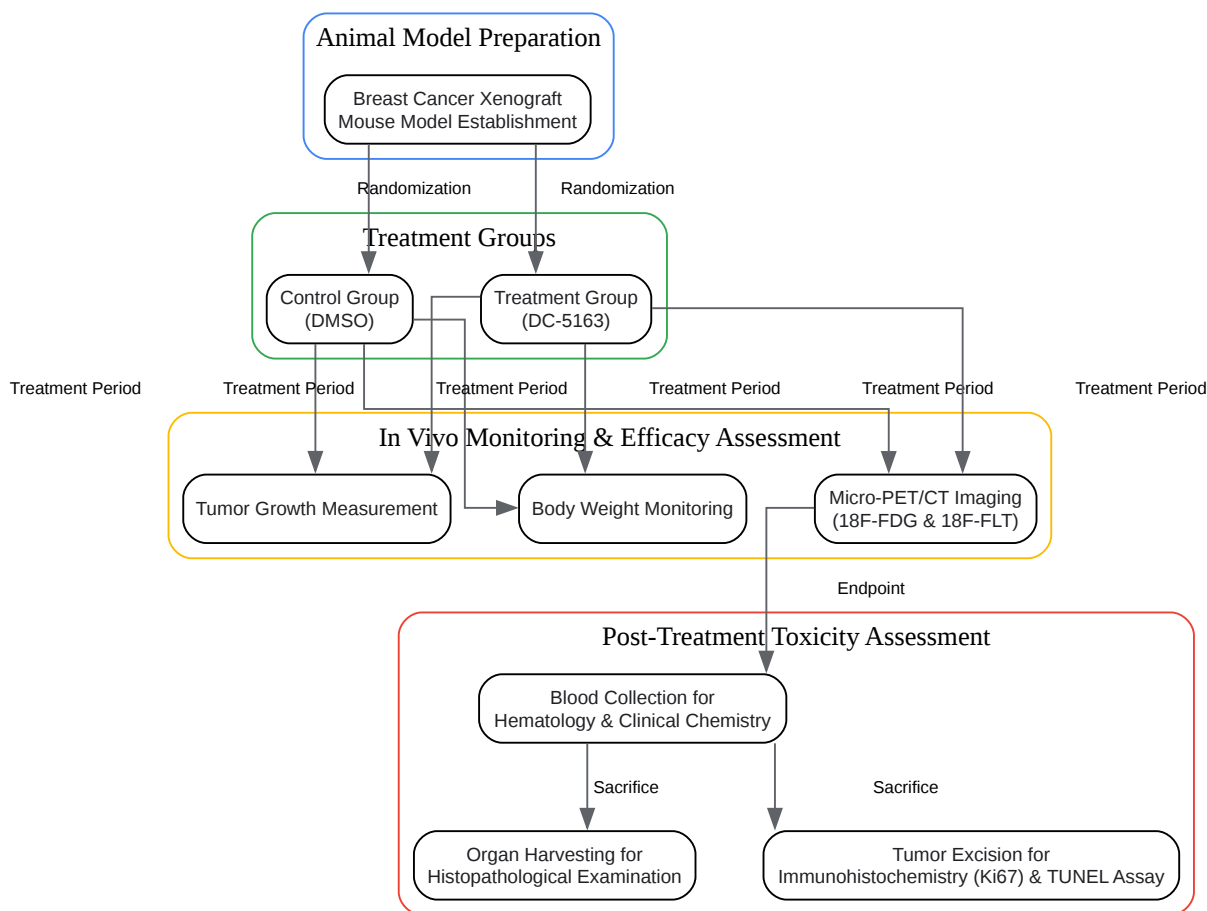 Animal Model Preparation
Breast Cancer Xenograft
Mouse Model Establishment
Randomization
Randomization
Treatment Groups
Control Group
(DMSO)
Treatment Group
(DC-5163)
Treatment Period
Treatment Period
Treatment Period
Treatment Period
Treatment Period
Treatment Period
In Vivo Monitoring & Efficacy Assessment
Tumor Growth Measurement
Body Weight Monitoring
Micro-PET/CT Imaging
(18F-FDG & 18F-FLT)
Endpoint
Post-Treatment Toxicity Assessment
Blood Collection for
Hematology & Clinical Chemistry
Sacrifice
Sacrifice
Organ Harvesting for
Histopathological Examination
Tumor Excision for
Immunohistochemistry (Ki67) & TUNEL Assay